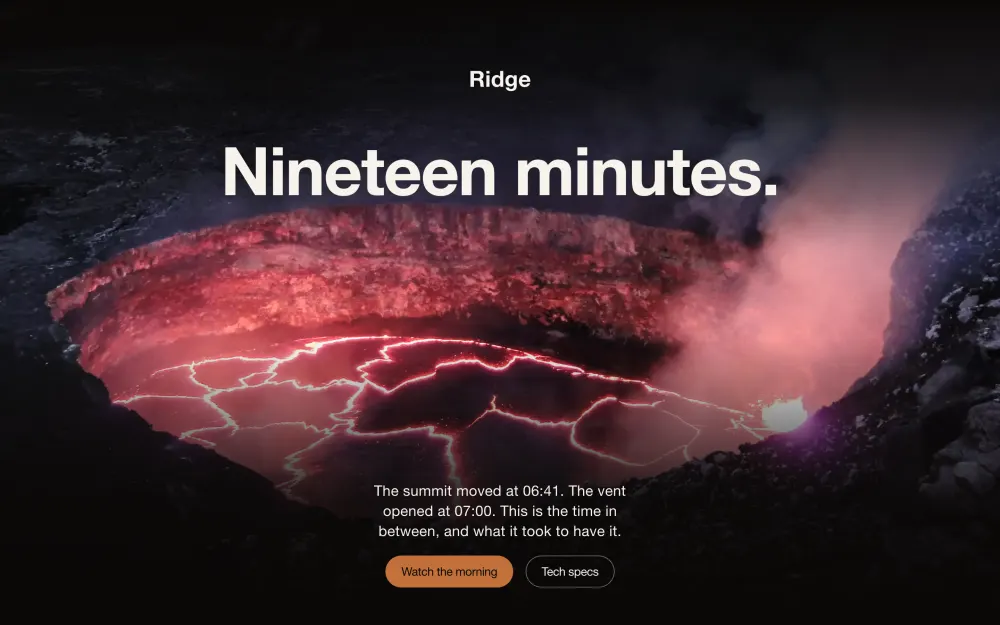 Ridge
Nineteen minutes.
The summit moved at 06:41. The vent
opened at 07:00. This is the time in
between, and what it took to have it.
Watch the morning
Tech specs